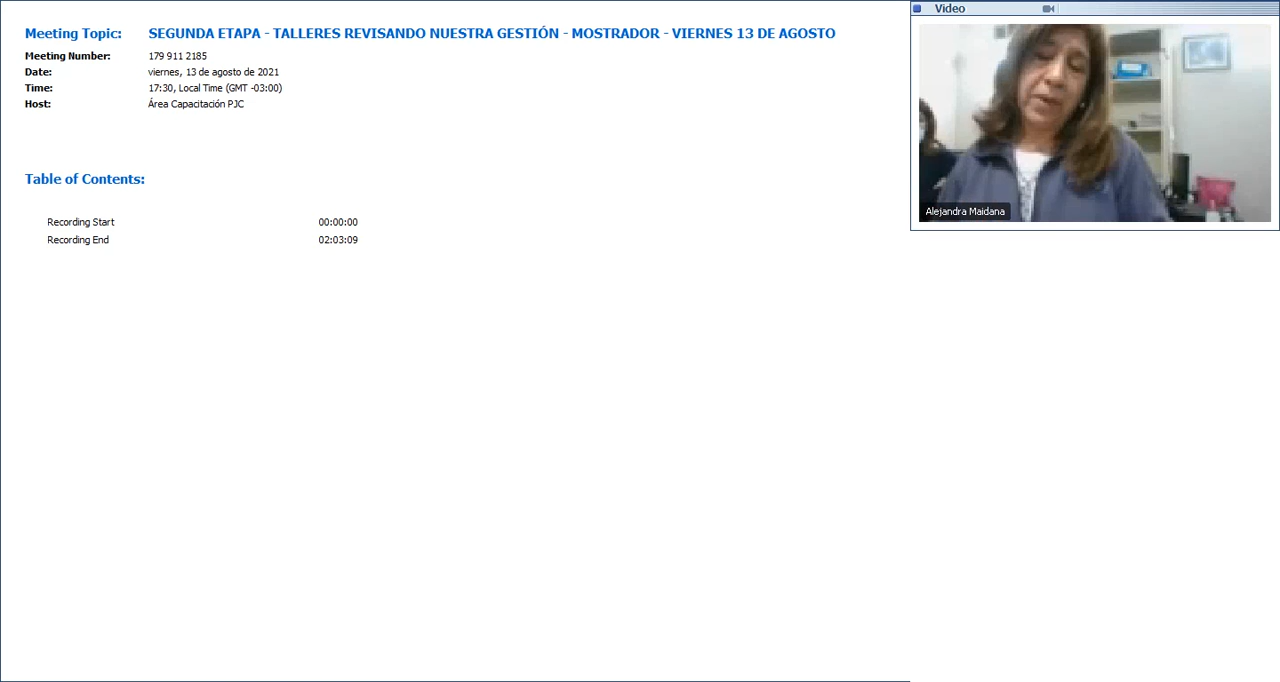 Meeting Topic: SEGUNDA ETAPA - TALLERES REVISANDO NUESTRA GESTIÓN - MOSTRADOR - VIERNES 13 DE AGOSTO
Meeting Number: 179 911 2185
Date: viernes, 13 de agosto de 2021
Time: 17:30, Local Time (GMT -03:00)
Host: Área Capacitación PJC
Table of Contents:
Recording Start 00:00:00
Recording End 02:03:09
Video
Alejandra Maidana